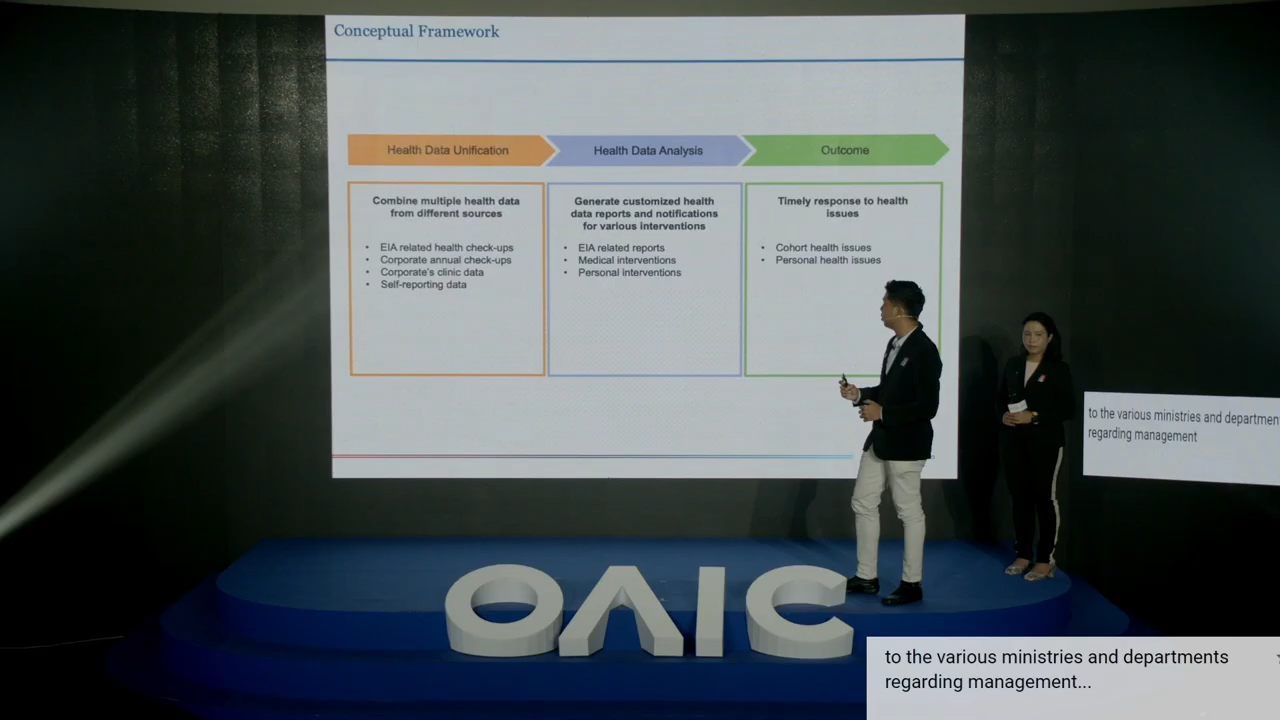 Conceptual Framework
Health Data Unification
Health Data Analysis
Outcome
Combine multiple health data
from different sources
• EIA related health check-ups
• Corporate annual check-ups
• Corporate's clinic data
• Self-reporting data
Generate customized health
data reports and notifications
for various interventions
• EIA related reports
• Medical interventions
• Personal interventions
Timely response to health
issues
• Cohort health issues
• Personal health issues
to the various ministries and departmen
regarding management
OAIC
to the various ministries and departments
regarding management...